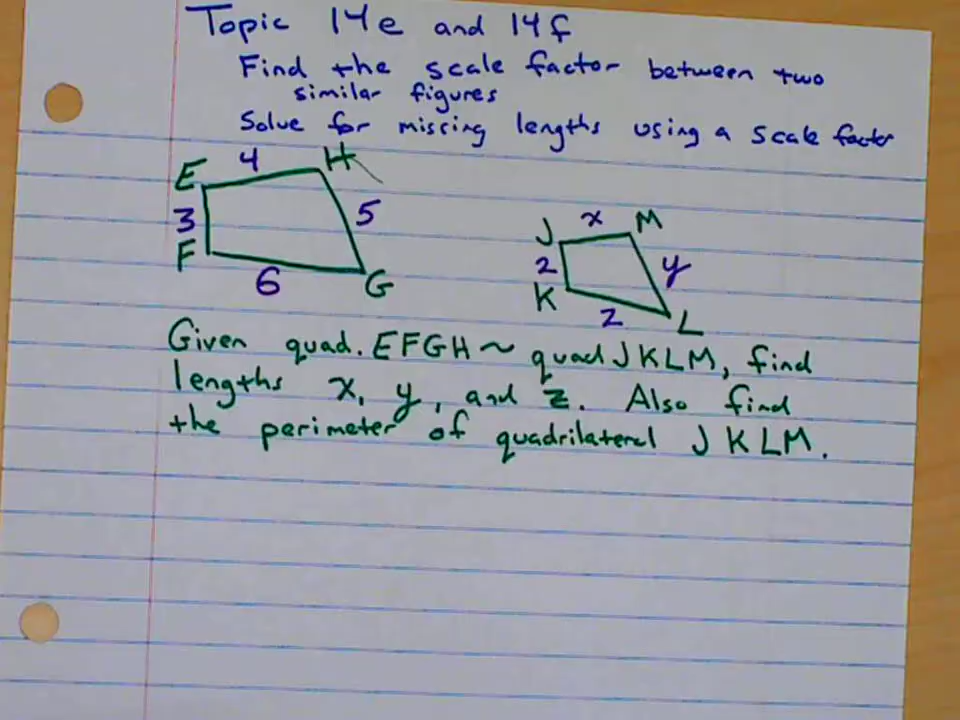 Topic 14e and 14f
Find the scale factor between two
similar figures
Solve for missing lengths using a scale factor
E 4 H
3 5
F 6 G
J x M
2 y
K z L
Given quad. EFGH ~ quad JKLM, find
lengths x, y, and z. Also find
the perimeter of quadrilateral JKLM.